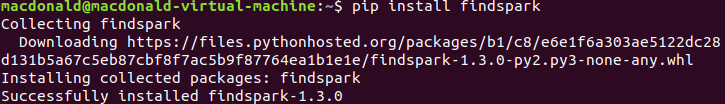 macdonald@macdonald-virtual-machine:~$ pip install findspark
Collecting findspark
  Downloading https://files.pythonhosted.org/packages/b1/c8/e6e1f6a303ae5122dc28
d131b5a67c5eb87cbf8f7ac5b9f87764ea1b1e1e/findspark-1.3.0-py2.py3-none-any.whl
Installing collected packages: findspark
Successfully installed findspark-1.3.0